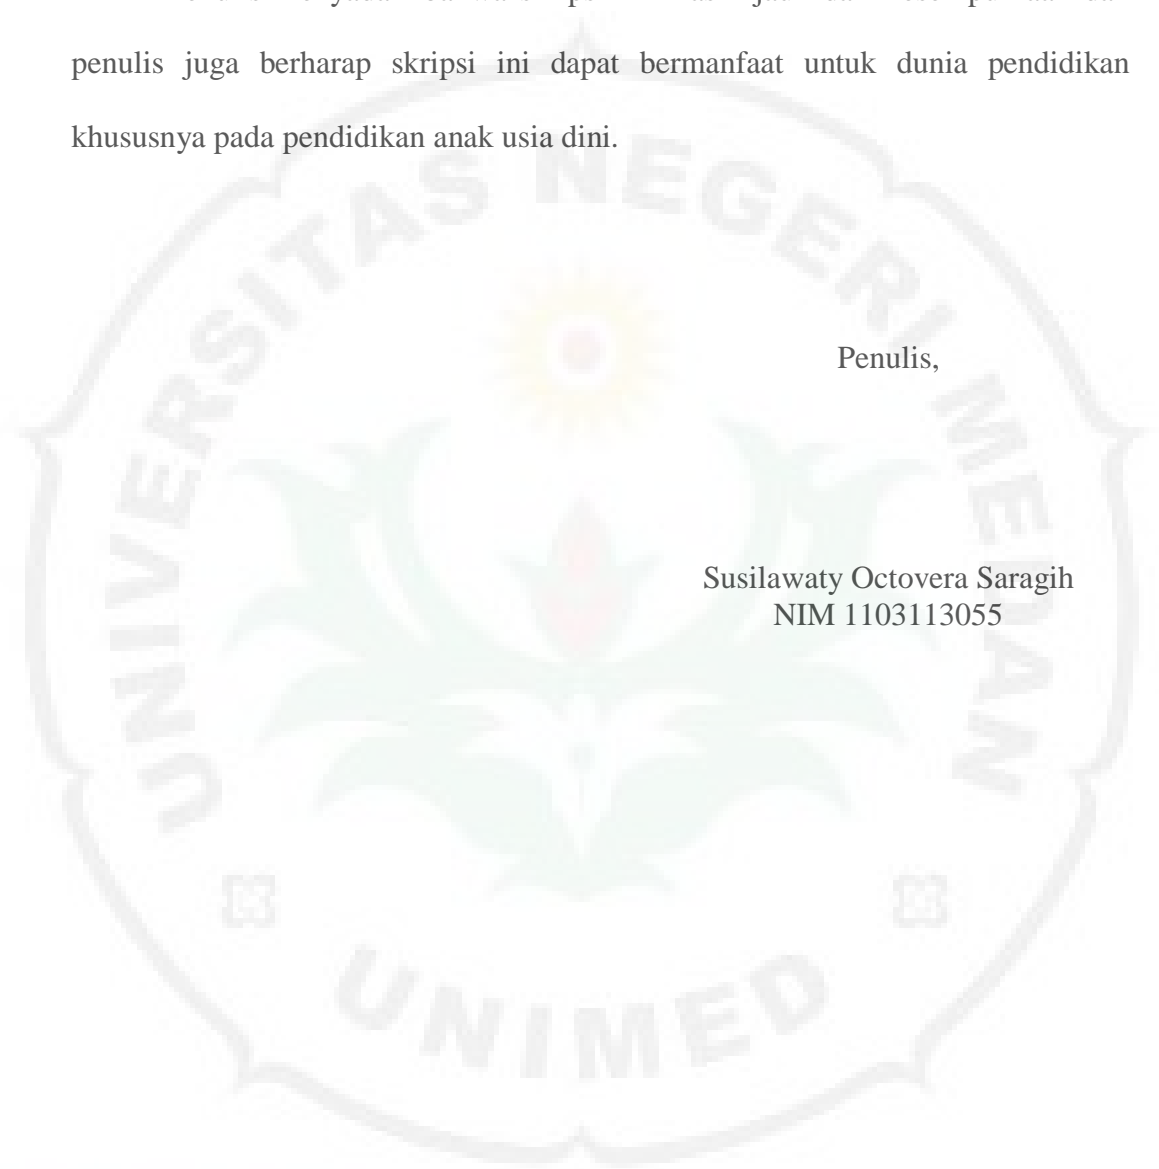 penulis juga berharap skripsi ini dapat bermanfaat untuk dunia pendidikan
khususnya pada pendidikan anak usia dini.
UNIVERSITAS NEGERI MEDAN
Penulis,
Susilawaty Octovera Saragih
NIM 1103113055
UNIMED